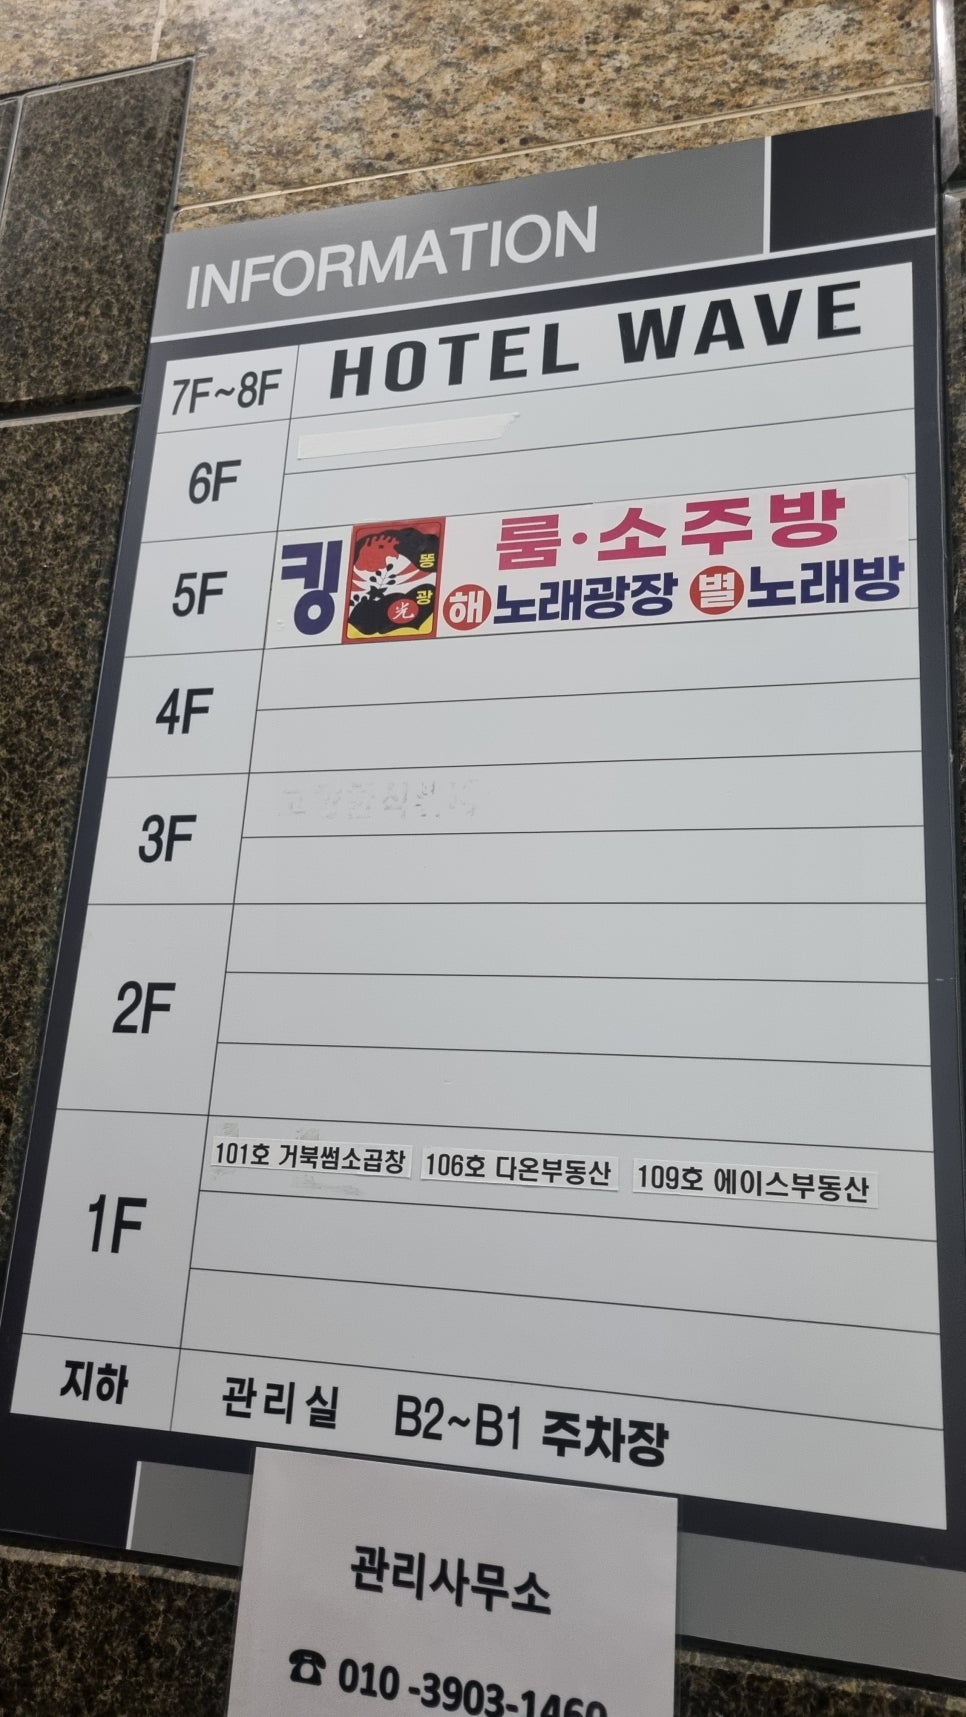 INFORMATION
7F~8F HOTEL WAVE
6F
5F 킹 똥광 光 룸·소주방
해 노래광장 별 노래방
4F
3F
2F
1F 101호 거북썸소곱창 106호 다온부동산 109호 에이스부동산
지하 관리실 B2~B1 주차장
관리사무소
☎ 010 -3903-1460